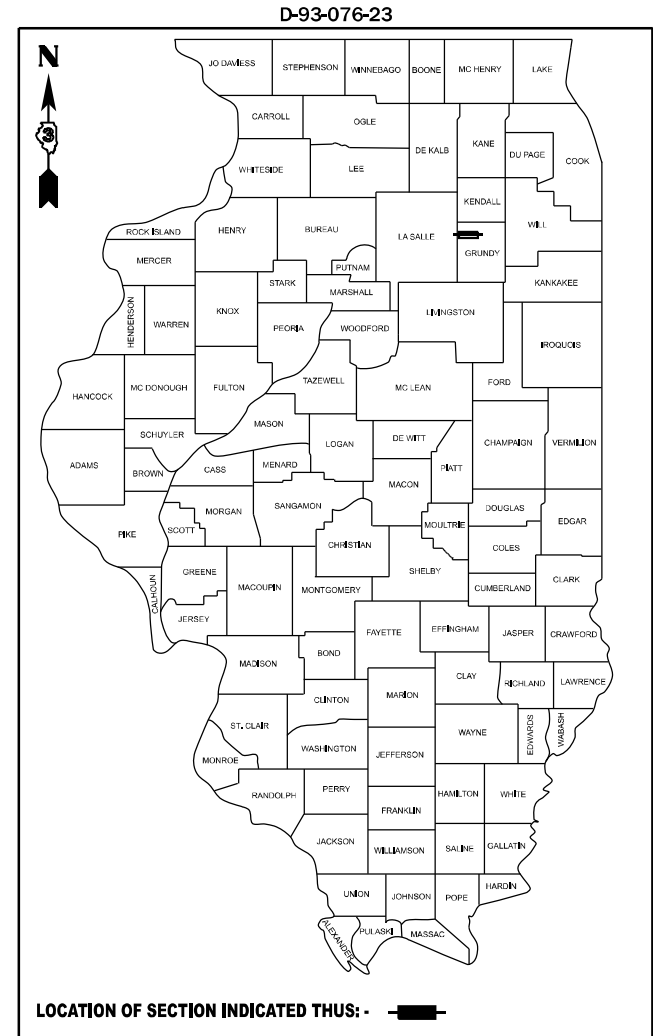 D-93-076-23
N
3
JO DAVIESS STEPHENSON WINNEBAGO BOONE MC HENRY LAKE
CARROLL OGLE DE KALB KANE DU PAGE COOK
WHITESIDE LEE KENDALL WILL
ROCK ISLAND HENRY BUREAU LA SALLE GRUNDY
MERCER PUTNAM
STARK MARSHALL KANKAKEE
HENDERSON WARREN KNOX PEORIA WOODFORD LIVINGSTON IROQUOIS
HANCOCK MC DONOUGH FULTON TAZEWELL MC LEAN FORD
SCHUYLER MASON LOGAN DE WITT CHAMPAIGN VERMILION
ADAMS BROWN CASS MENARD MACON PIATT
PIKE SCOTT MORGAN SANGAMON CHRISTIAN MOULTRIE DOUGLAS EDGAR
COLES
CALHOUN GREENE MACOUPIN MONTGOMERY SHELBY CUMBERLAND CLARK
JERSEY FAYETTE EFFINGHAM JASPER CRAWFORD
MADISON BOND CLAY
CLINTON MARION RICHLAND LAWRENCE
ST. CLAIR WASHINGTON JEFFERSON WAYNE EDWARDS WABASH
MONROE
RANDOLPH PERRY HAMILTON WHITE
FRANKLIN
JACKSON WILLIAMSON SALINE GALLATIN
UNION JOHNSON POPE HARDIN
ALEXANDER PULASKI MASSAC
LOCATION OF SECTION INDICATED THUS: -